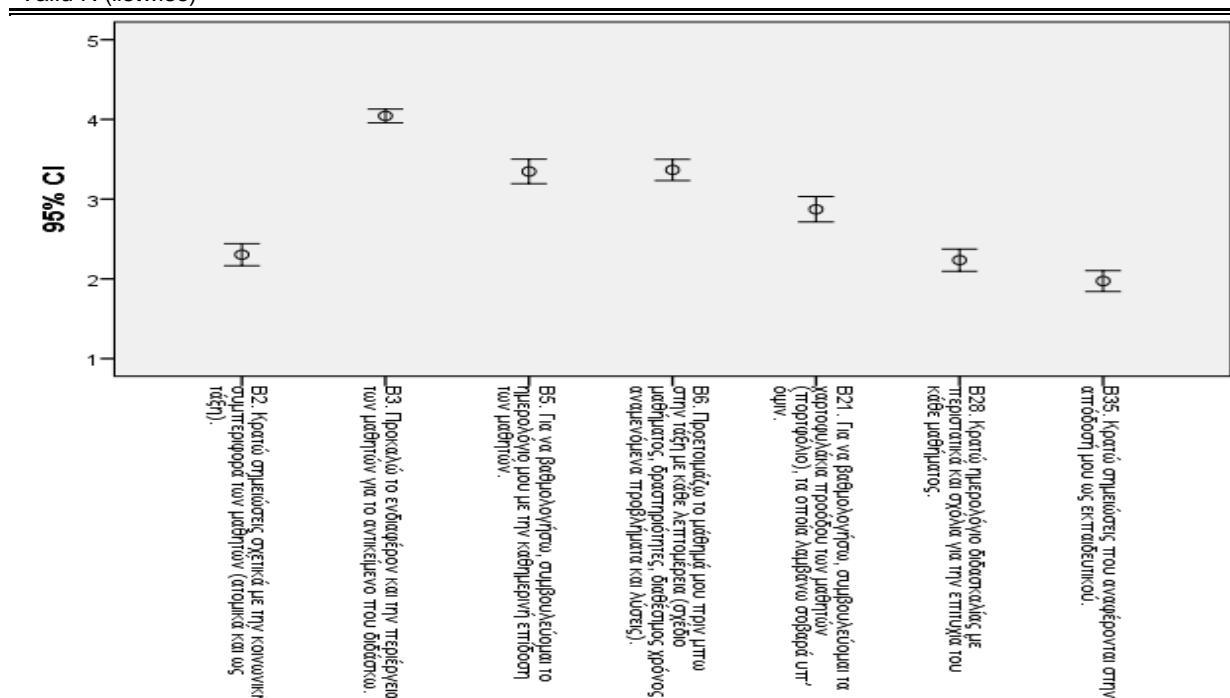 5
4
3
2
1
95% CI
B2. Κρατώ σημειώσεις σχετικά με την κοινωνική
συμπεριφορά των μαθητών (ατομικά και ως
τάξη).
B3. Προκαλώ το ενδιαφέρον και την περιέργεια
των μαθητών για το αντικείμενο που διδάσκω.
B5. Για να βαθμολογήσω, συμβουλεύομαι το
ημερολόγιο μου με την καθημερινή επίδοση
των μαθητών.
B6. Προετοιμάζω το μάθημά μου πριν μπω
στην τάξη με κάθε λεπτομέρεια (σχέδιο
μαθήματος, δραστηριότητες, διαθέσιμος χρόνος,
αναμενόμενα προβλήματα και λύσεις).
B21. Για να βαθμολογήσω, συμβουλεύομαι τα
χαρτοφυλάκια προόδου των μαθητών
(πορτφόλιο), τα οποία λαμβάνω σοβαρά υπ'
όψιν.
B28. Κρατώ ημερολόγιο διδασκαλίας με
περιστατικά και σχόλια για την επιτυχία του
κάθε μαθήματος.
B35. Κρατώ σημειώσεις που αναφέρονται στην
απόδοσή μου ως εκπαιδευτικού.